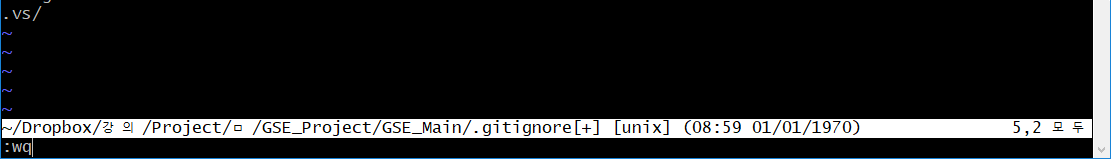 .vs/
~
~
~
~
~
~/Dropbox/강 의 /Project/ㅁ /GSE_Project/GSE_Main/.gitignore[+] [unix] (08:59 01/01/1970) 5,2 모 두
:wq